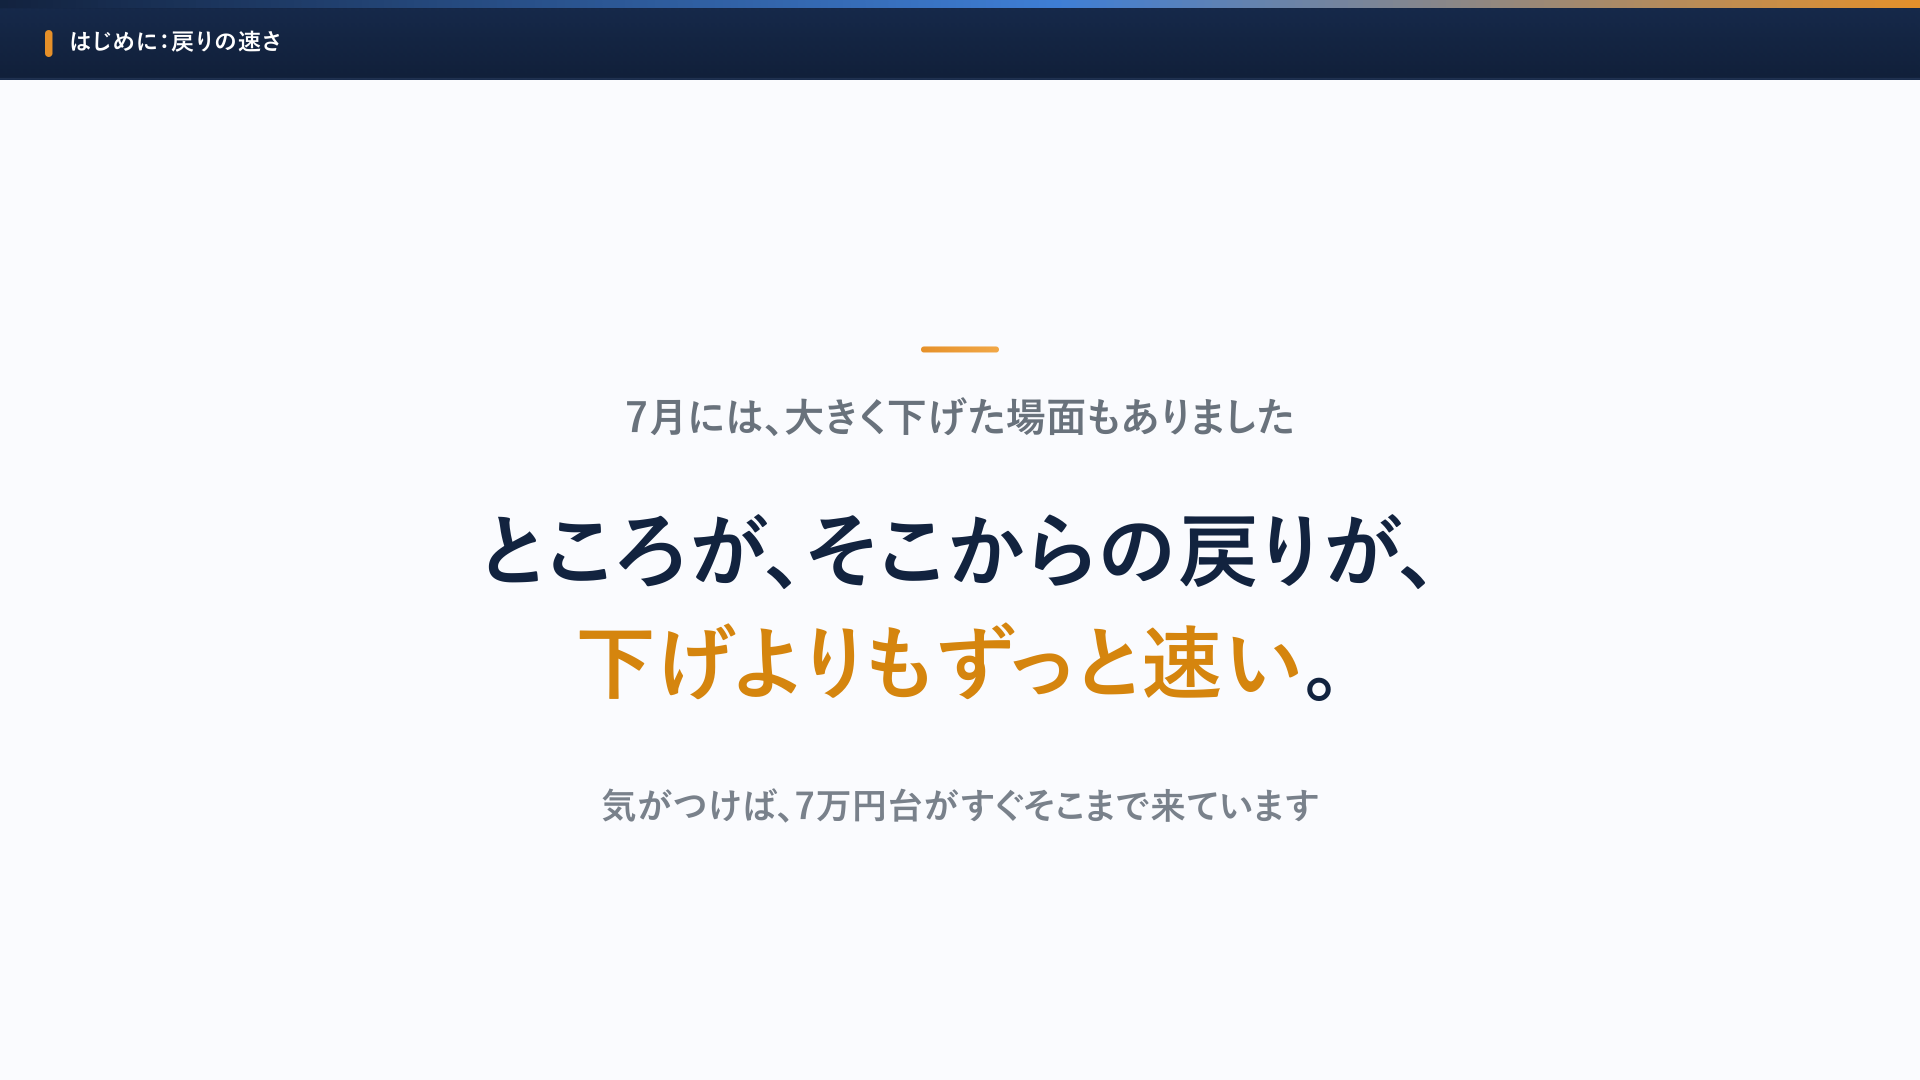 はじめに：戻りの速さ
7月には、大きく下げた場面もありました
ところが、そこからの戻りが、
下げよりもずっと速い。
気がつけば、7万円台がすぐそこまで来ています